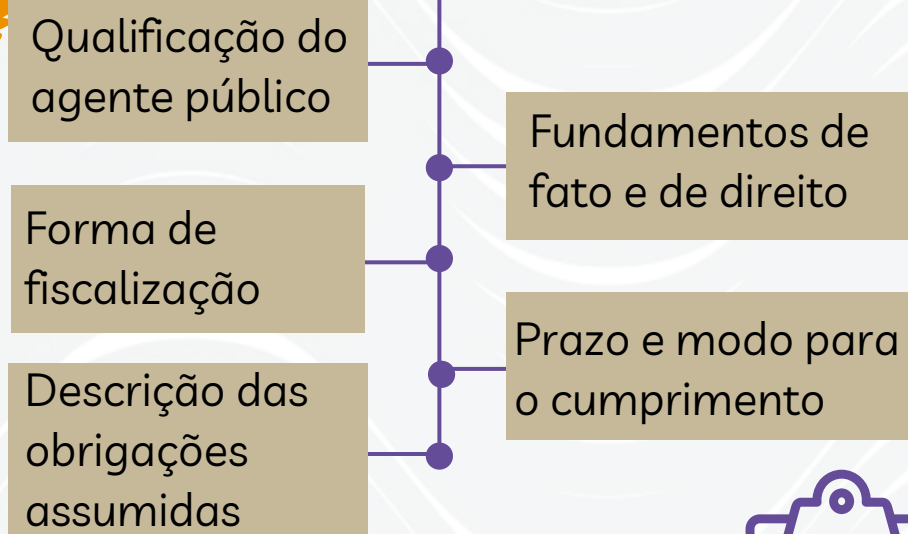 Qualificação do
agente público
Fundamentos de
fato e de direito
Forma de
fiscalização
Prazo e modo para
o cumprimento
Descrição das
obrigações
assumidas